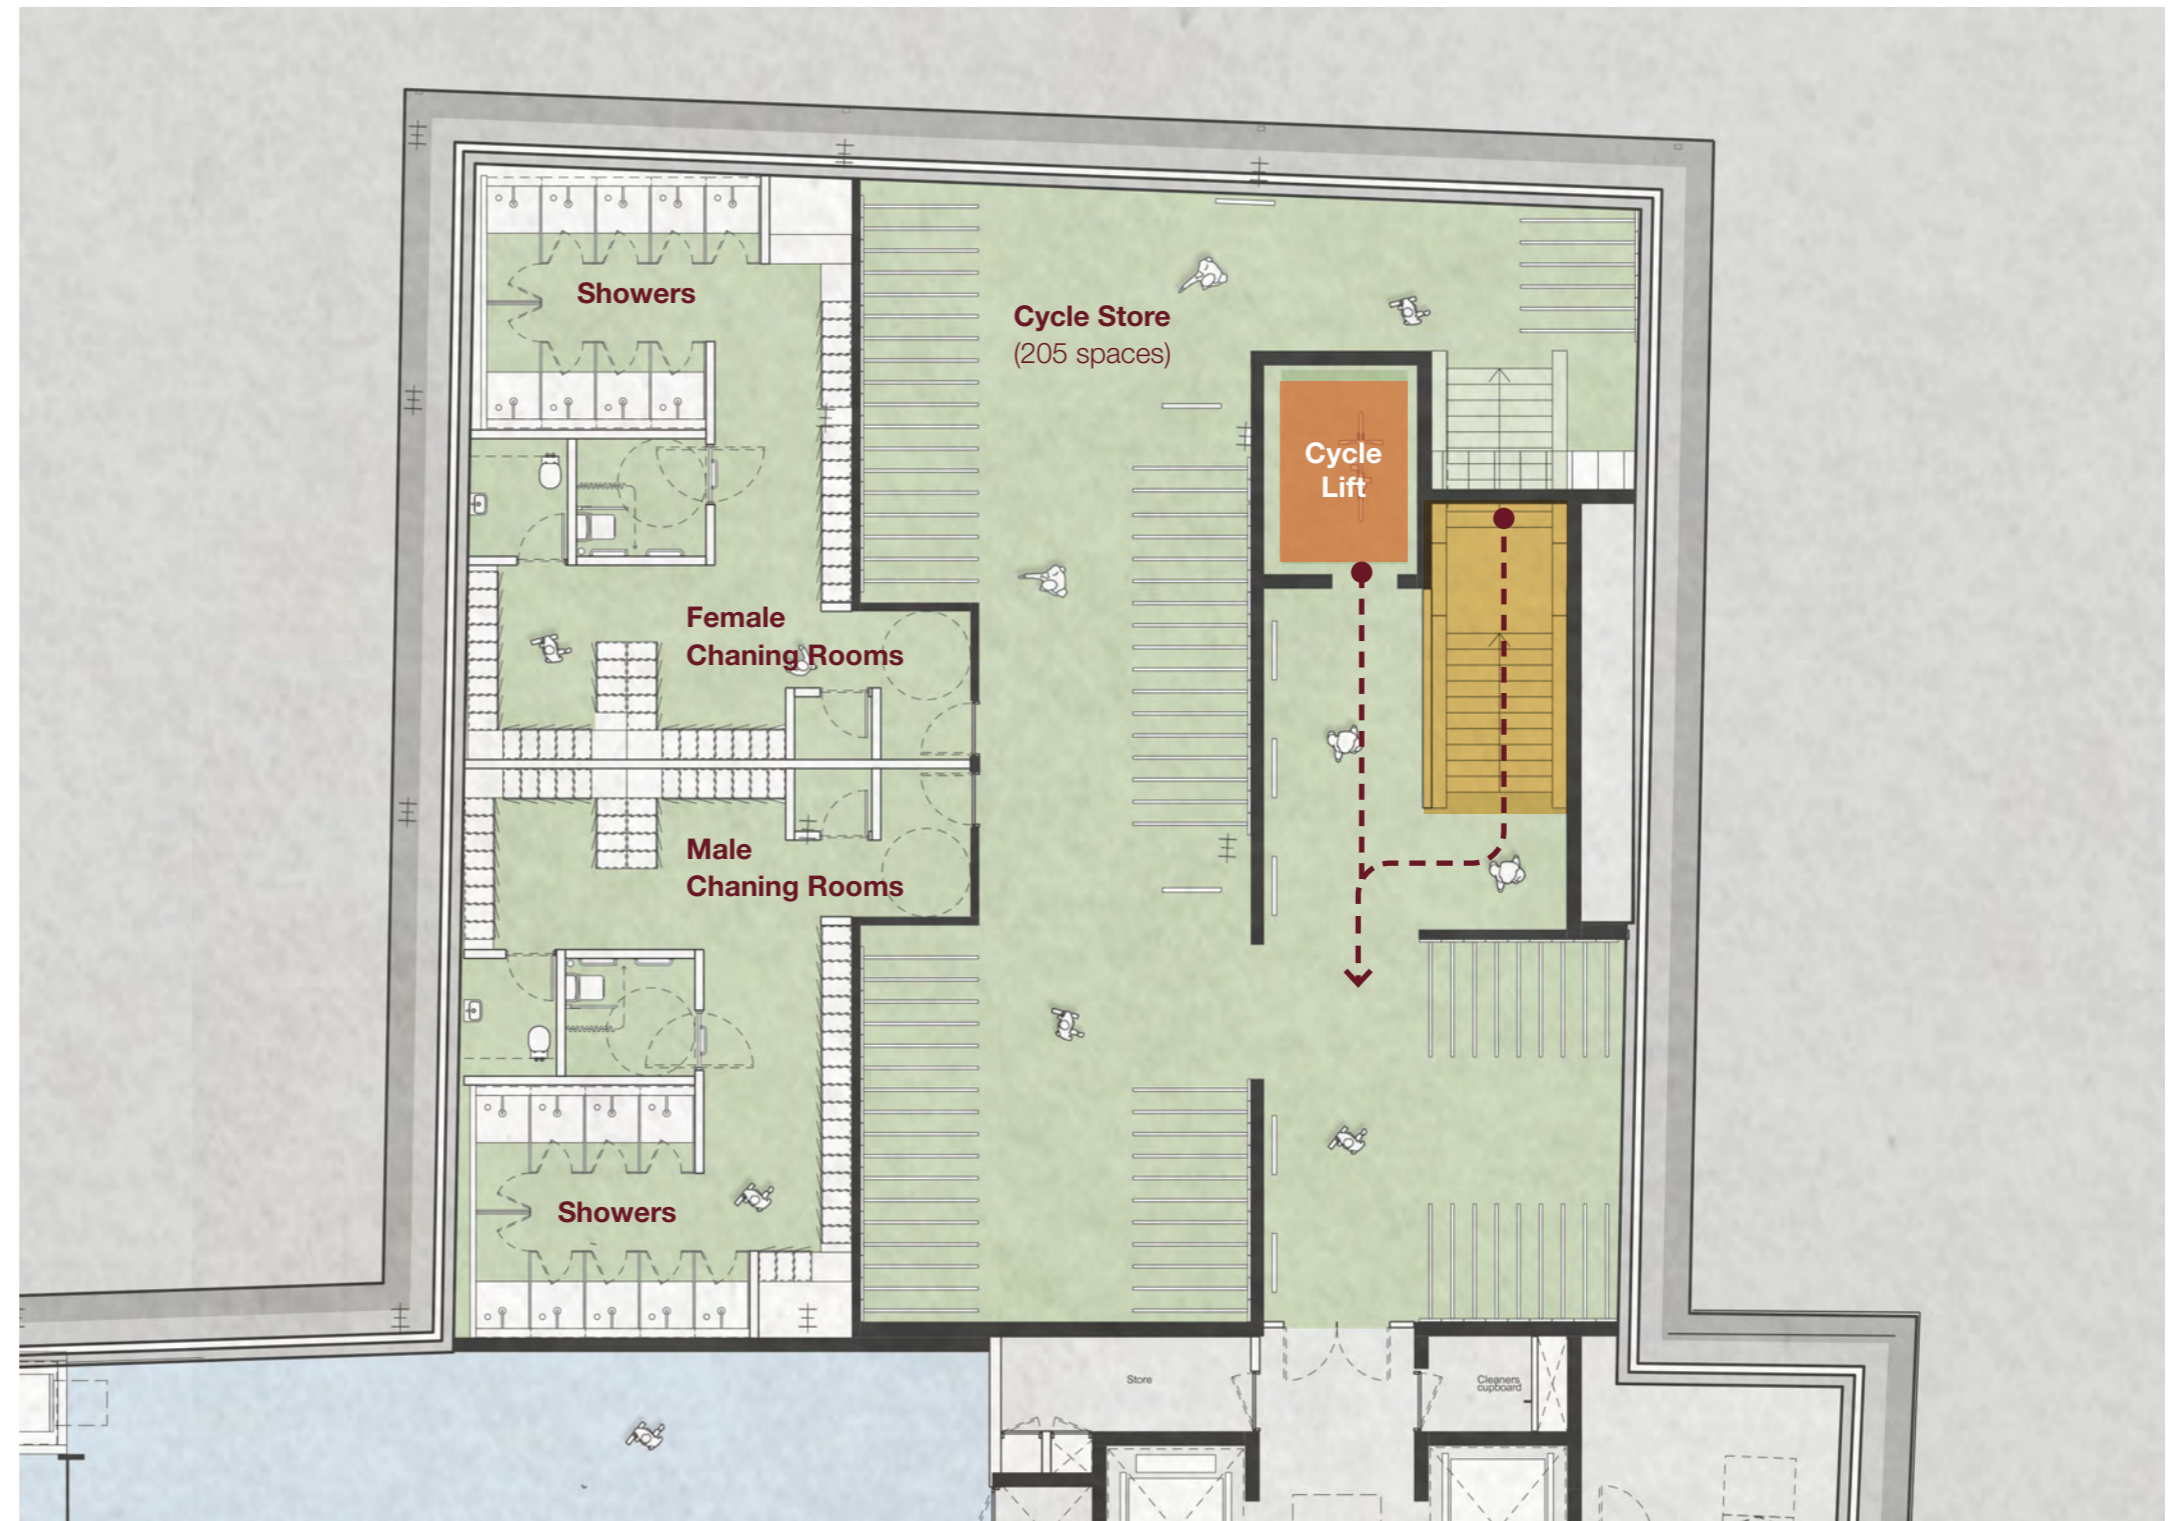 Showers
Cycle Store
(205 spaces)
Cycle
Lift
Female
Chaning Rooms
Male
Chaning Rooms
Showers
Store
Cleaners
cupboard